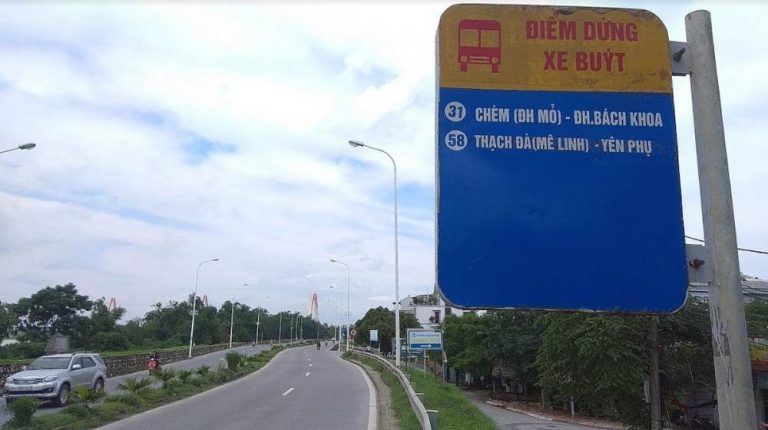 ĐIỂM DỪNG
XE BUÝT
31 CHÈM (ĐH MỎ) - ĐH.BÁCH KHOA
58 THẠCH ĐÀ(MÊ LINH) - YÊN PHỤ